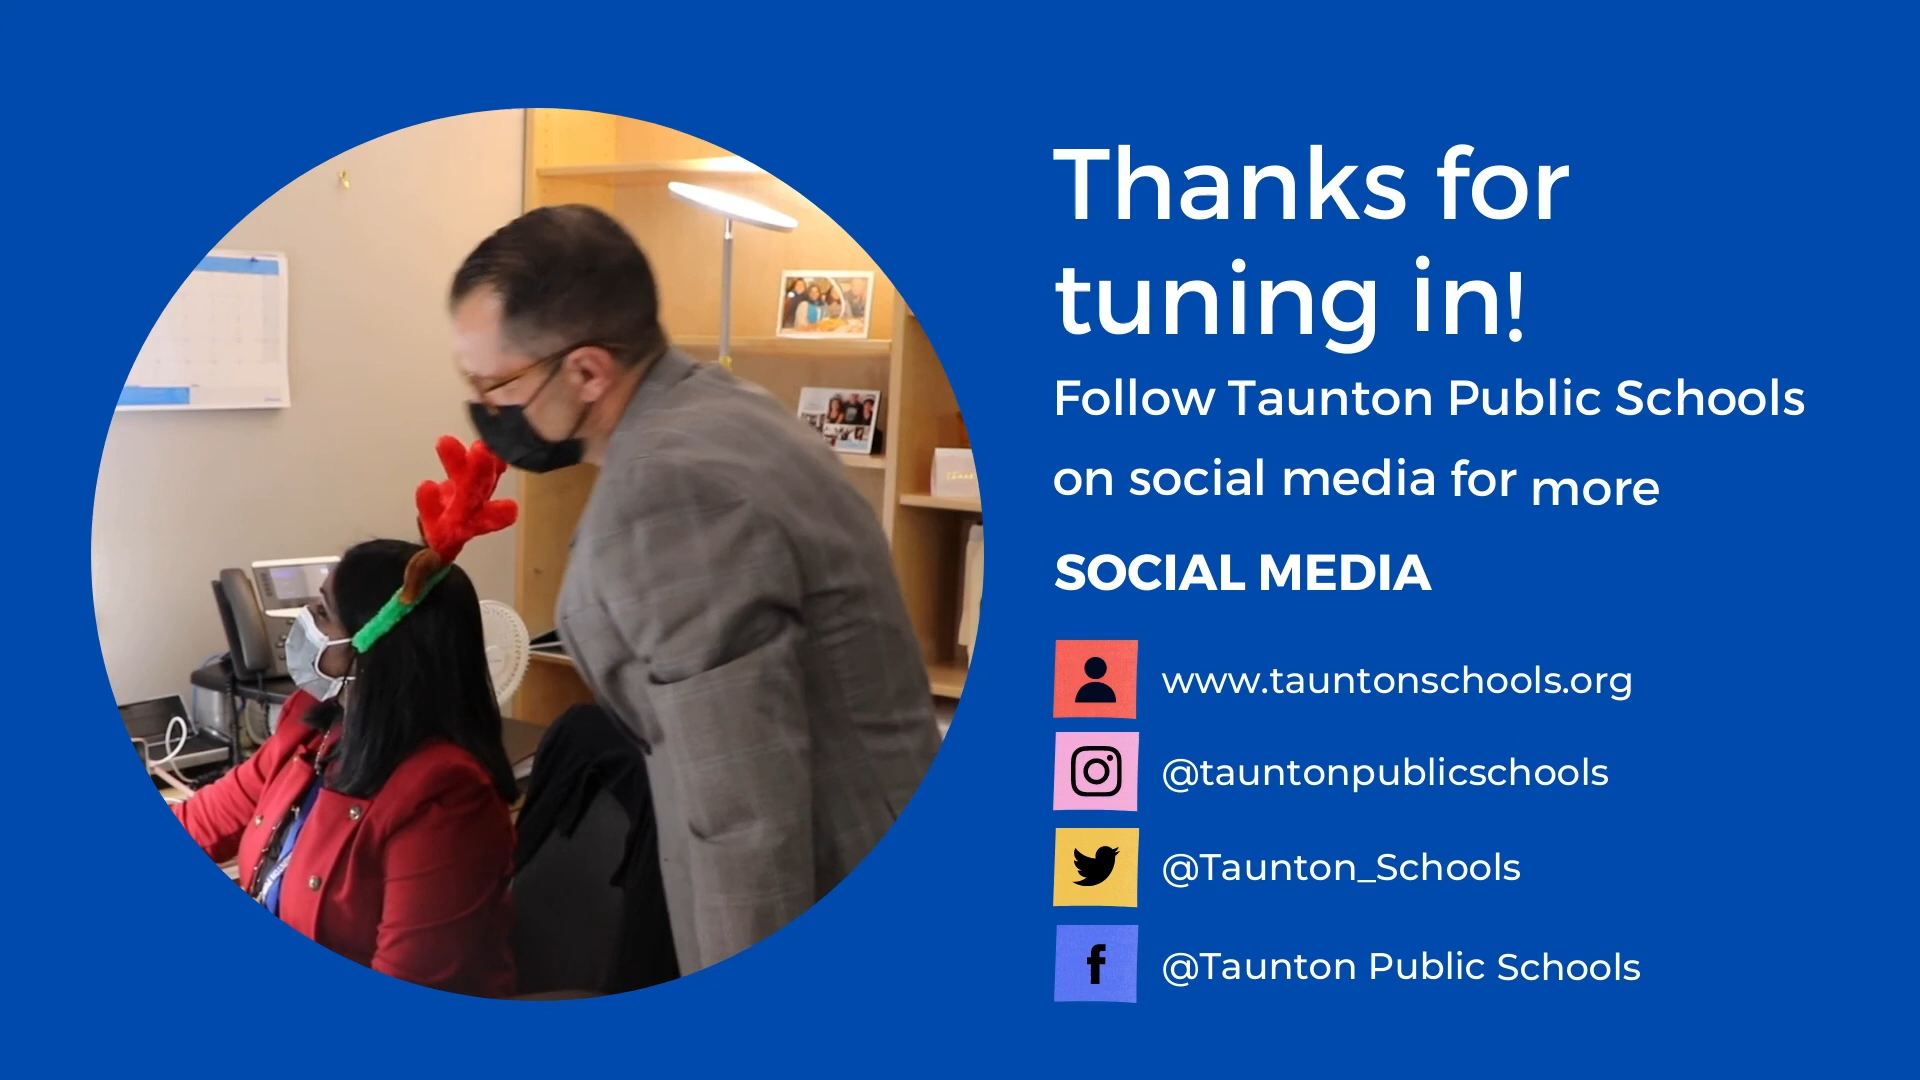 Thanks for
tuning in!
Follow Taunton Public Schools
on social media for more
SOCIAL MEDIA
www.tauntonschools.org
@tauntonpublicschools
@Taunton_Schools
@Taunton Public Schools